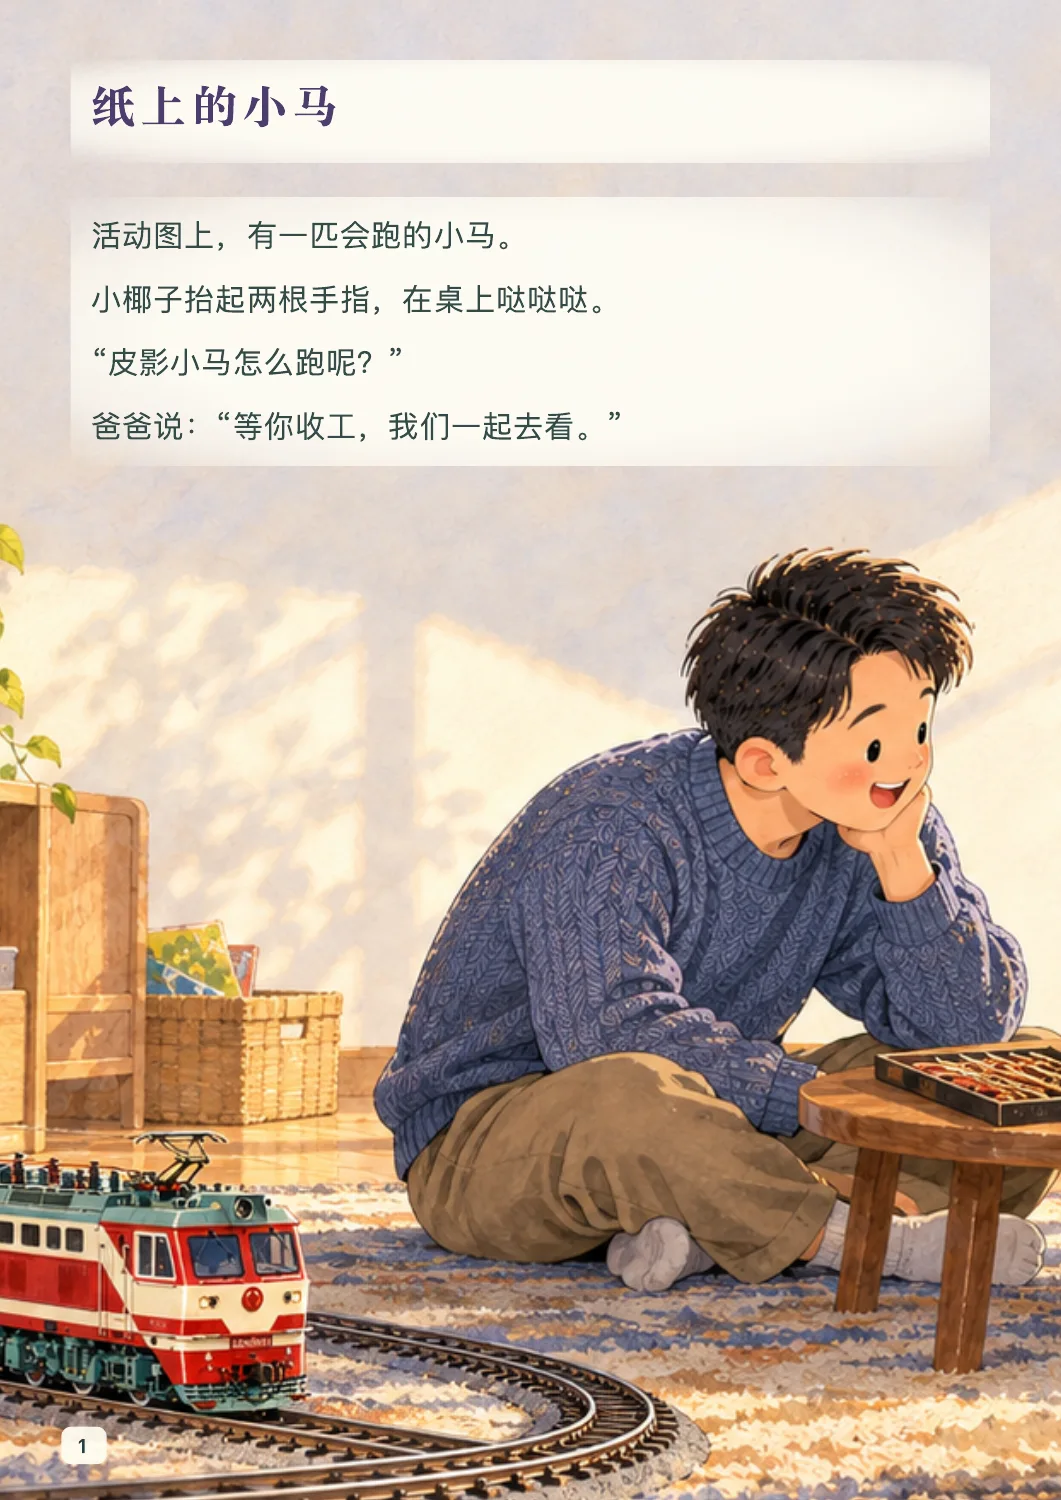 纸上的小马
活动图上，有一匹会跑的小马。
小椰子抬起两根手指，在桌上哒哒哒。
“皮影小马怎么跑呢？”
爸爸说：“等你收工，我们一起去看。”
1